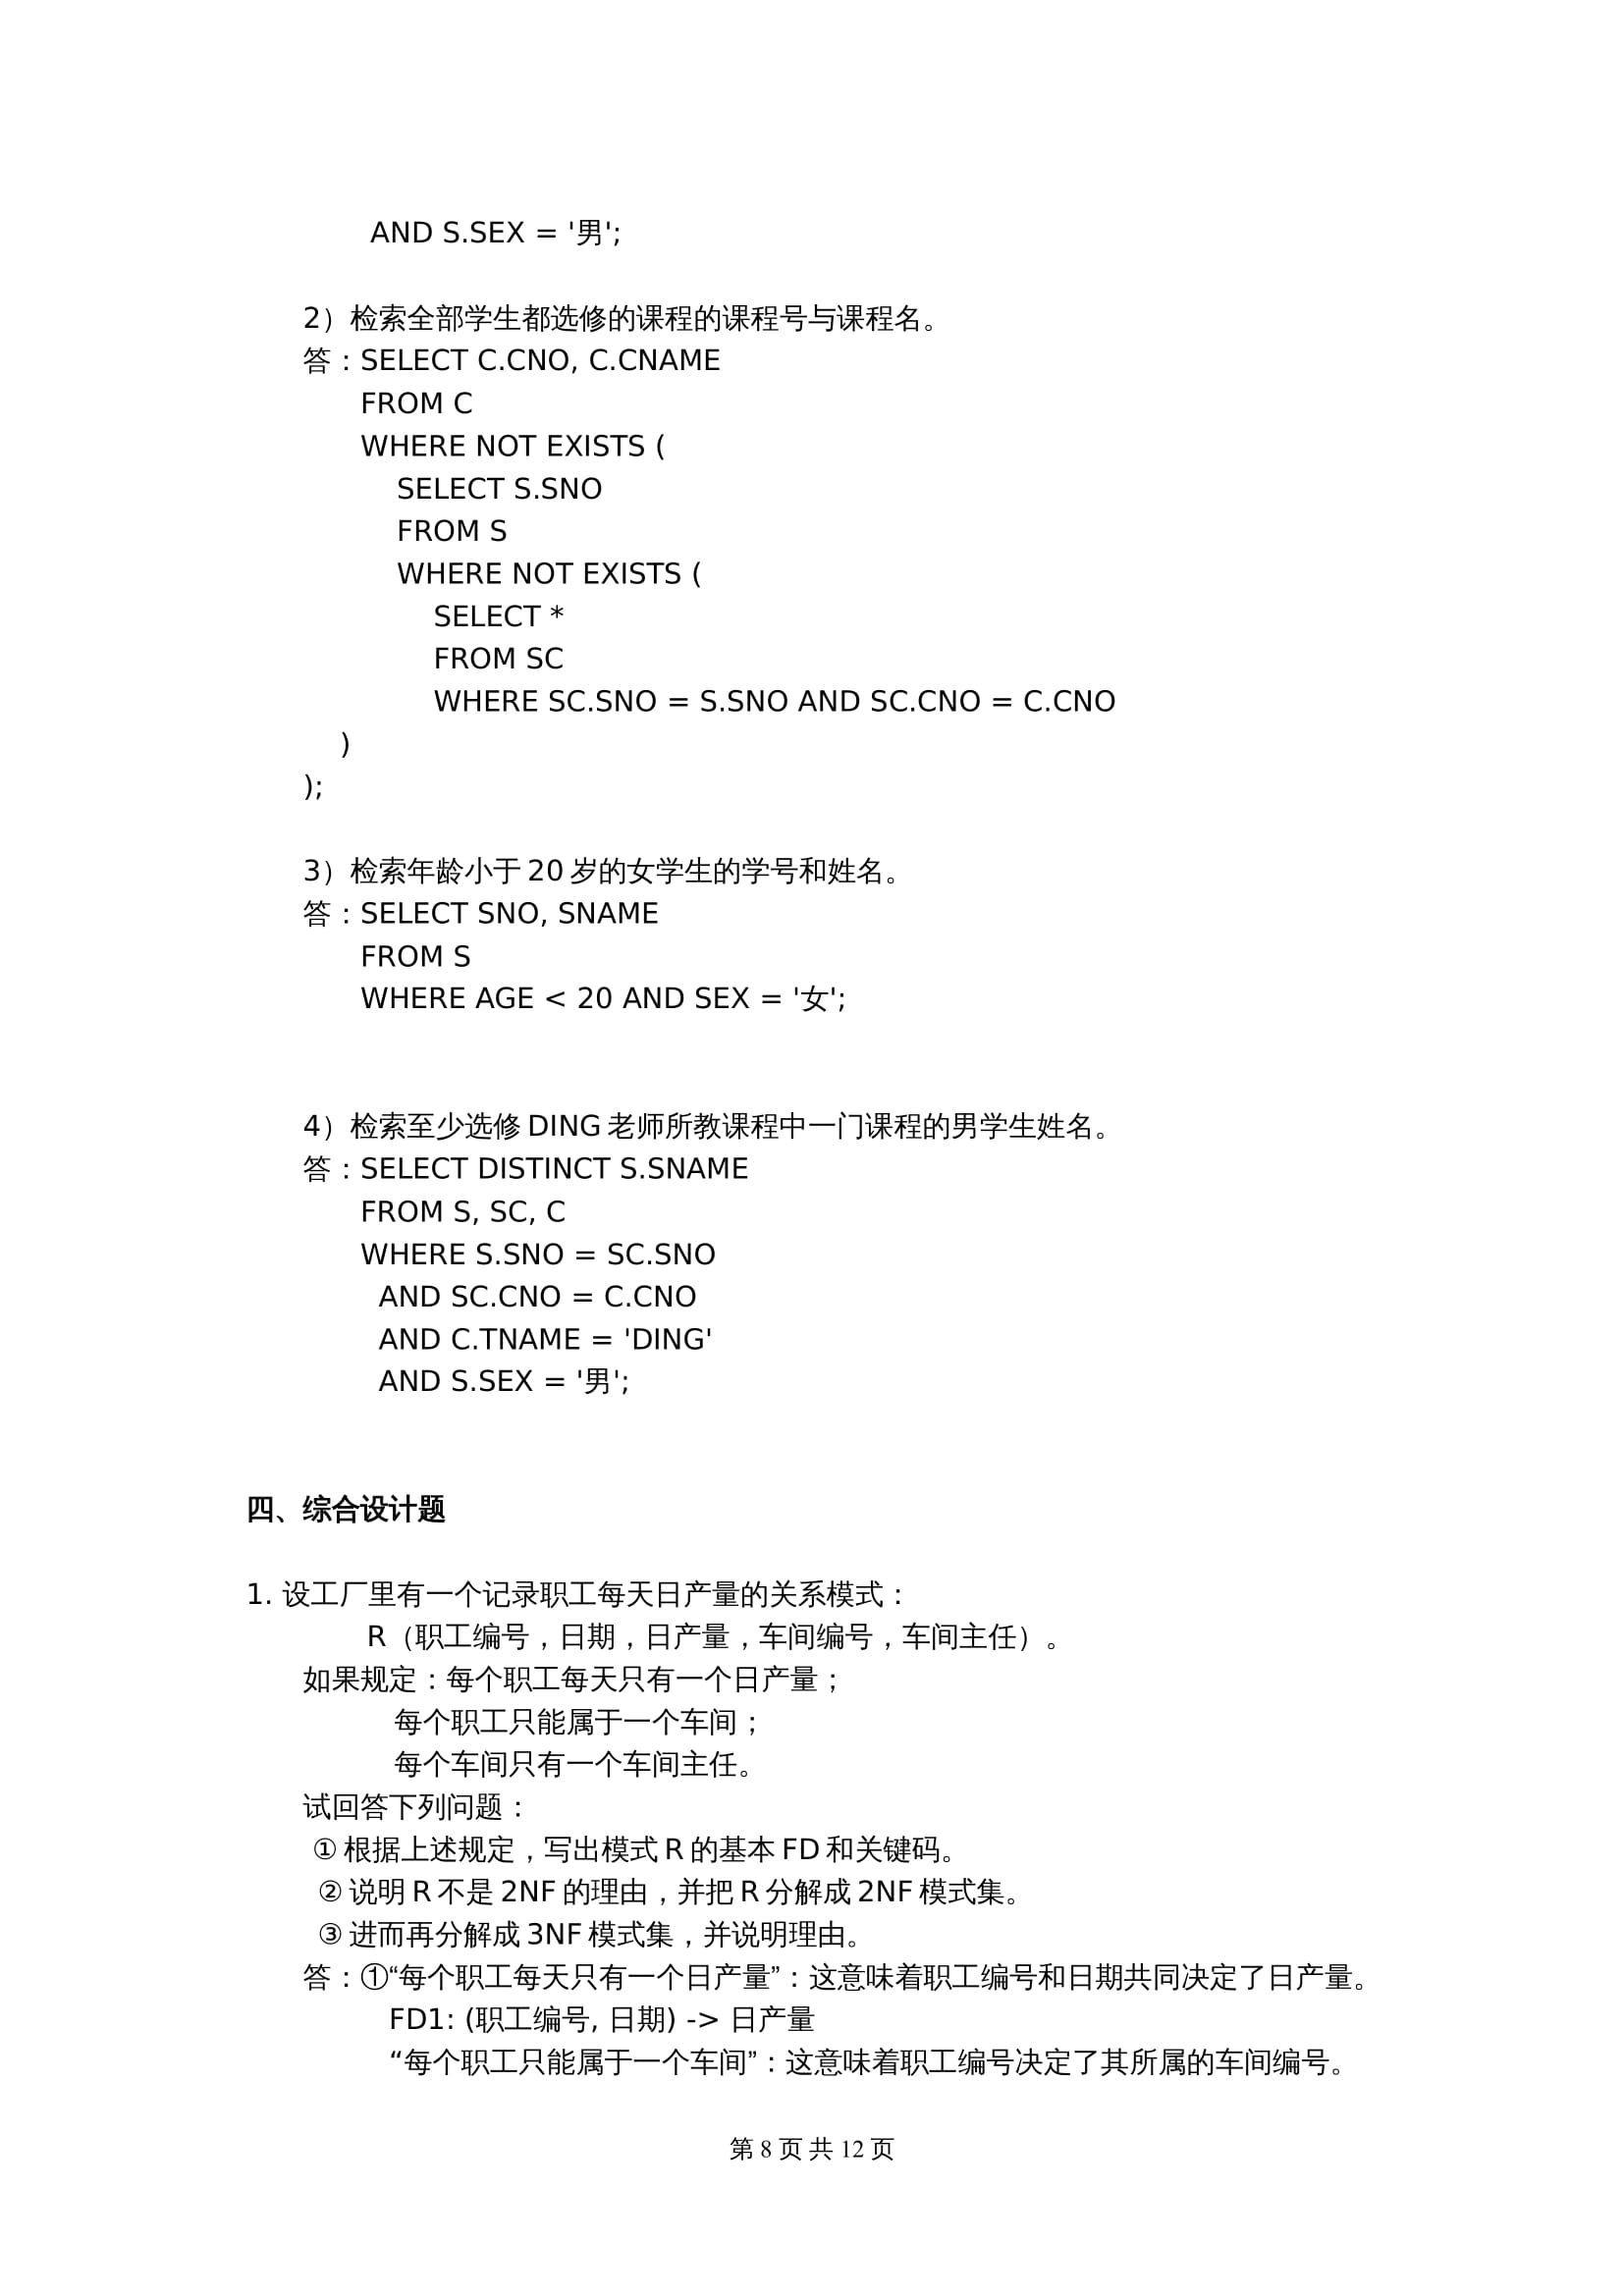 AND S.SEX = '男';
2）检索全部学生都选修的课程的课程号与课程名。
答：SELECT C.CNO, C.CNAME
FROM C
WHERE NOT EXISTS (
SELECT S.SNO
FROM S
WHERE NOT EXISTS (
SELECT *
FROM SC
WHERE SC.SNO = S.SNO AND SC.CNO = C.CNO
)
);
3）检索年龄小于 20 岁的女学生的学号和姓名。
答：SELECT SNO, SNAME
FROM S
WHERE AGE < 20 AND SEX = '女';
4）检索至少选修 DING 老师所教课程中一门课程的男学生姓名。
答：SELECT DISTINCT S.SNAME
FROM S, SC, C
WHERE S.SNO = SC.SNO
AND SC.CNO = C.CNO
AND C.TNAME = 'DING'
AND S.SEX = '男';
四、综合设计题
1. 设工厂里有一个记录职工每天日产量的关系模式：
R（职工编号，日期，日产量，车间编号，车间主任）。
如果规定：每个职工每天只有一个日产量；
每个职工只能属于一个车间；
每个车间只有一个车间主任。
试回答下列问题：
① 根据上述规定，写出模式 R 的基本 FD 和关键码。
② 说明 R 不是 2NF 的理由，并把 R 分解成 2NF 模式集。
③ 进而再分解成 3NF 模式集，并说明理由。
答：①“每个职工每天只有一个日产量”：这意味着职工编号和日期共同决定了日产量。
FD1: (职工编号, 日期) -> 日产量
“每个职工只能属于一个车间”：这意味着职工编号决定了其所属的车间编号。
第 8 页 共 12 页